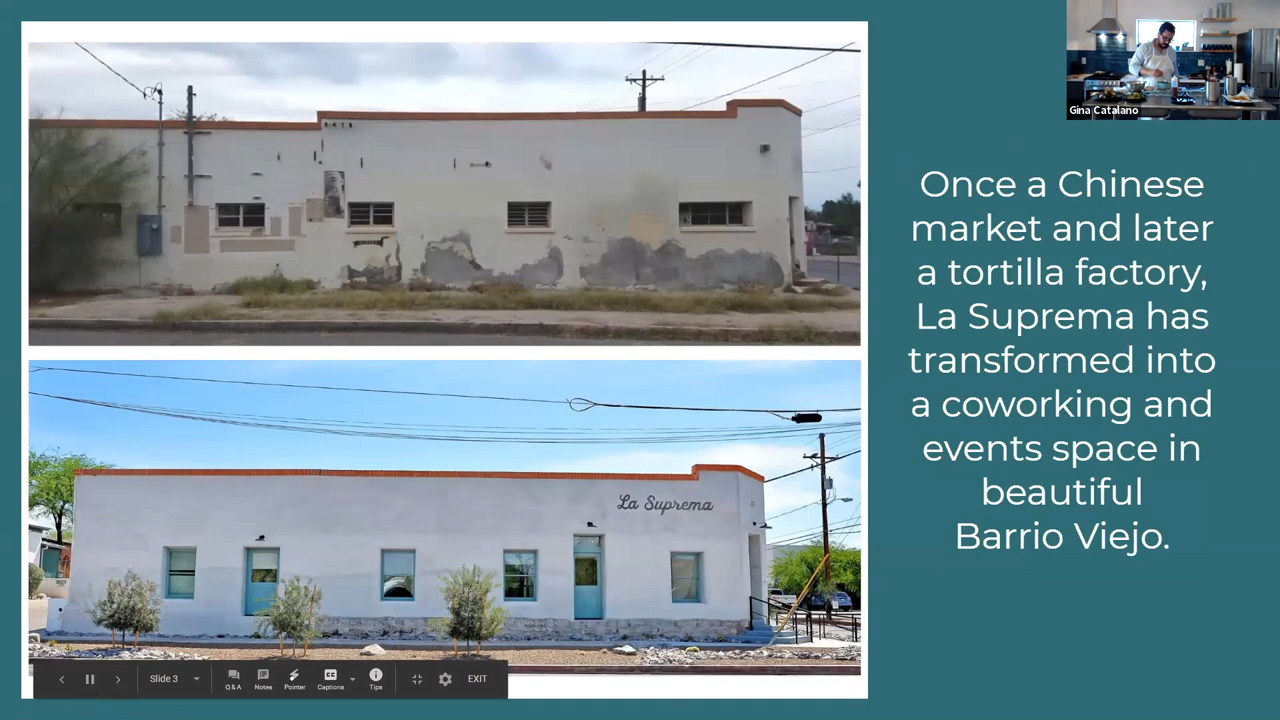 Gina Catalano
Once a Chinese
market and later
a tortilla factory,
La Suprema has
transformed into
a coworking and
events space in
beautiful
Barrio Viejo.
La Suprema
Slide 3
Q & A
Notes
Pointer
Captions
Tips
EXIT